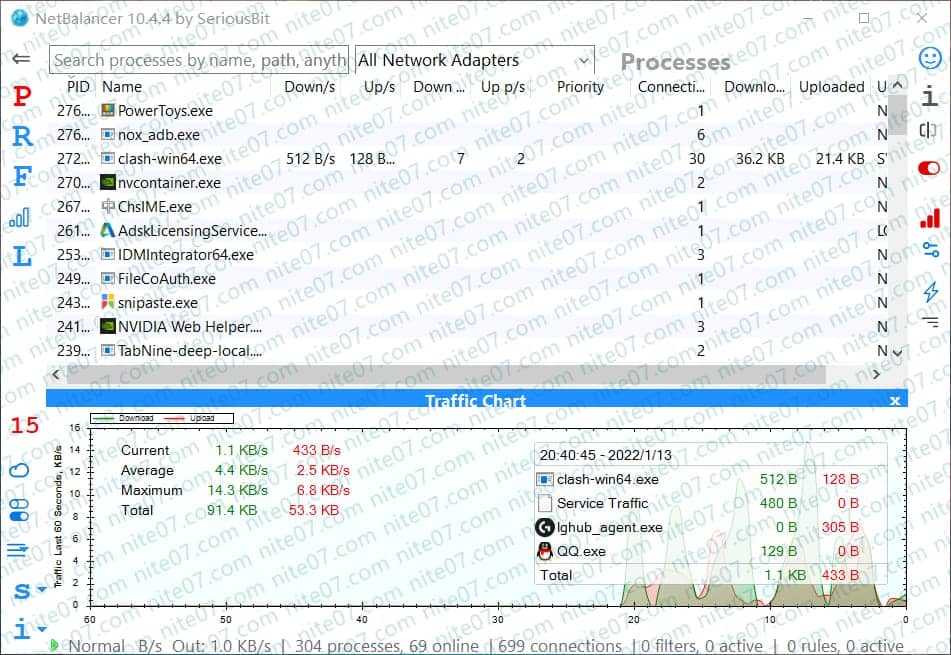 NetBalancer 10.4.4 by SeriousBit
Search processes by name, path, anyth
All Network Adapters
Processes
PID Name Down/s Up/s Down ... Up p/s Priority Connecti... Downlo... Uploaded U
276... PowerToys.exe 1 N
276... nox_adb.exe 6 N
272... clash-win64.exe 512 B/s 128 B... 7 2 30 36.2 KB 21.4 KB S'
270... nvcontainer.exe 2 N
267... ChsIME.exe 1 N
261... AdskLicensingService... 1 LC
253... IDMIntegrator64.exe 3 N
249... FileCoAuth.exe 1 N
243... snipaste.exe 1 N
241... NVIDIA Web Helper.... 3 N
239... TabNine-deep-local.... 2 N
P
R
F
L
i
Traffic Chart x
15
Download Upload
Traffic Last 60 Seconds, KB/s
16
14
12
10
8
6
4
2
0
60 50 40 30 20 10 0
Current 1.1 KB/s 433 B/s
Average 4.4 KB/s 2.5 KB/s
Maximum 14.3 KB/s 6.8 KB/s
Total 91.4 KB 53.3 KB
20:40:45 - 2022/1/13
clash-win64.exe 512 B 128 B
Service Traffic 480 B 0 B
lghub_agent.exe 0 B 305 B
QQ.exe 129 B 0 B
Total 1.1 KB 433 B
s
i
Normal B/s Out: 1.0 KB/s | 304 processes, 69 online | 699 connections | 0 filters, 0 active | 0 rules, 0 active
nite07.com